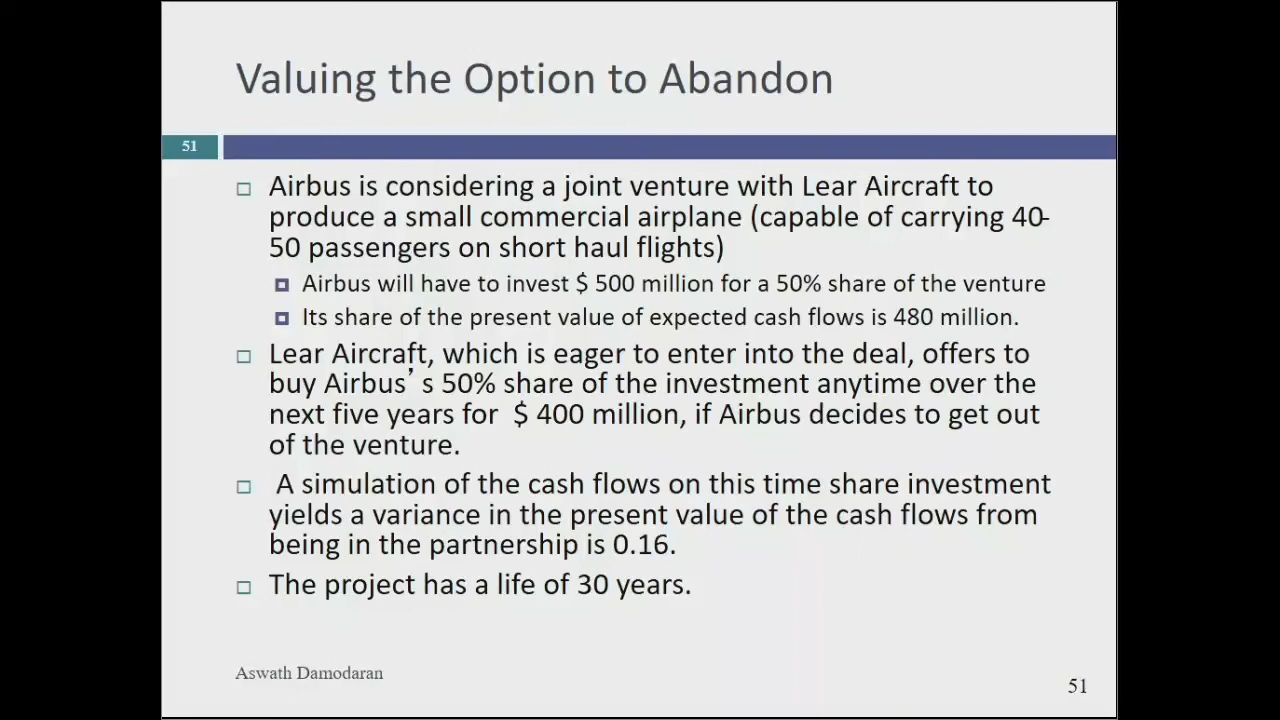 Valuing the Option to Abandon
51
Airbus is considering a joint venture with Lear Aircraft to
produce a small commercial airplane (capable of carrying 40-
50 passengers on short haul flights)
Airbus will have to invest $ 500 million for a 50% share of the venture
Its share of the present value of expected cash flows is 480 million.
Lear Aircraft, which is eager to enter into the deal, offers to
buy Airbus’ s 50% share of the investment anytime over the
next five years for  $ 400 million, if Airbus decides to get out
of the venture.
A simulation of the cash flows on this time share investment
yields a variance in the present value of the cash flows from
being in the partnership is 0.16.
The project has a life of 30 years.
Aswath Damodaran
51